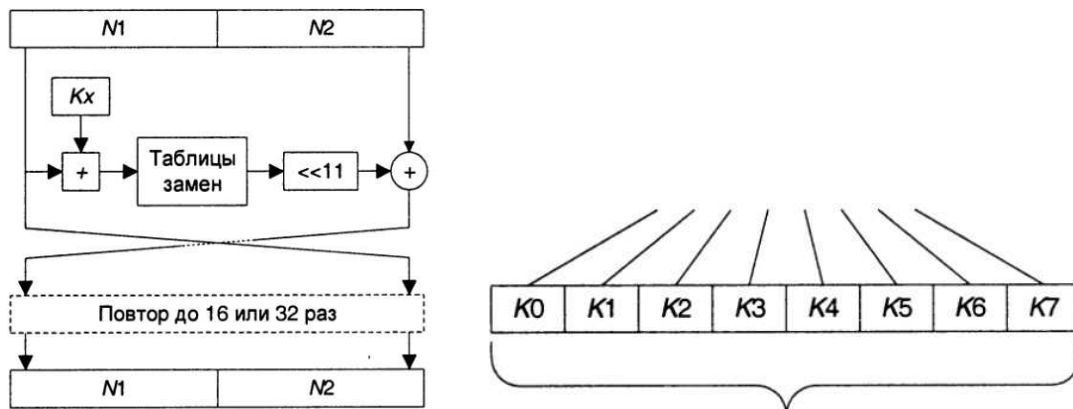 N1 N2
Kx
+
Таблицы
замен
<<11
+
Повтор до 16 или 32 раз
N1 N2
K0 K1 K2 K3 K4 K5 K6 K7